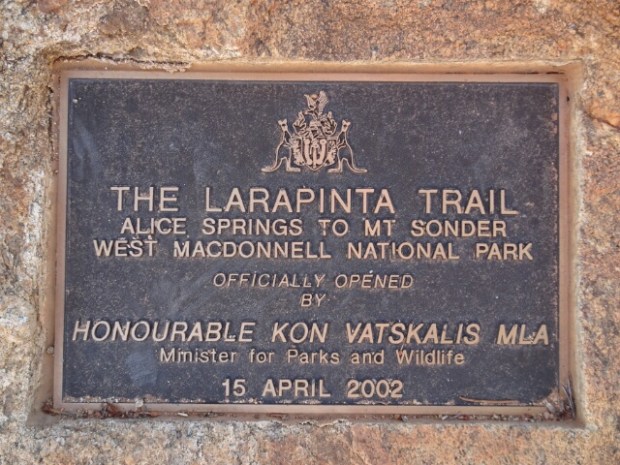 THE LARAPINTA TRAIL
ALICE SPRINGS TO MT SONDER
WEST MACDONNELL NATIONAL PARK
OFFICIALLY OPENED
BY
HONOURABLE KON VATSKALIS MLA
Minister for Parks and Wildlife
15 APRIL 2002